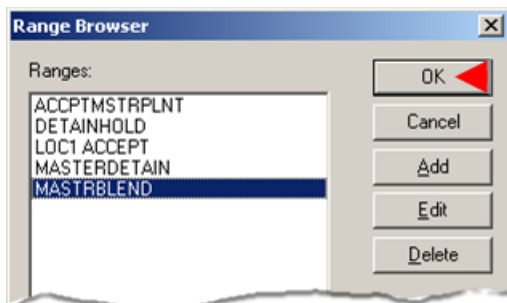 Range Browser
Ranges:
ACCPTMSTRPLNT
DETAINHOLD
LOC1 ACCEPT
MASTERDETAIN
MASTRBLEND
OK
Cancel
Add
Edit
Delete